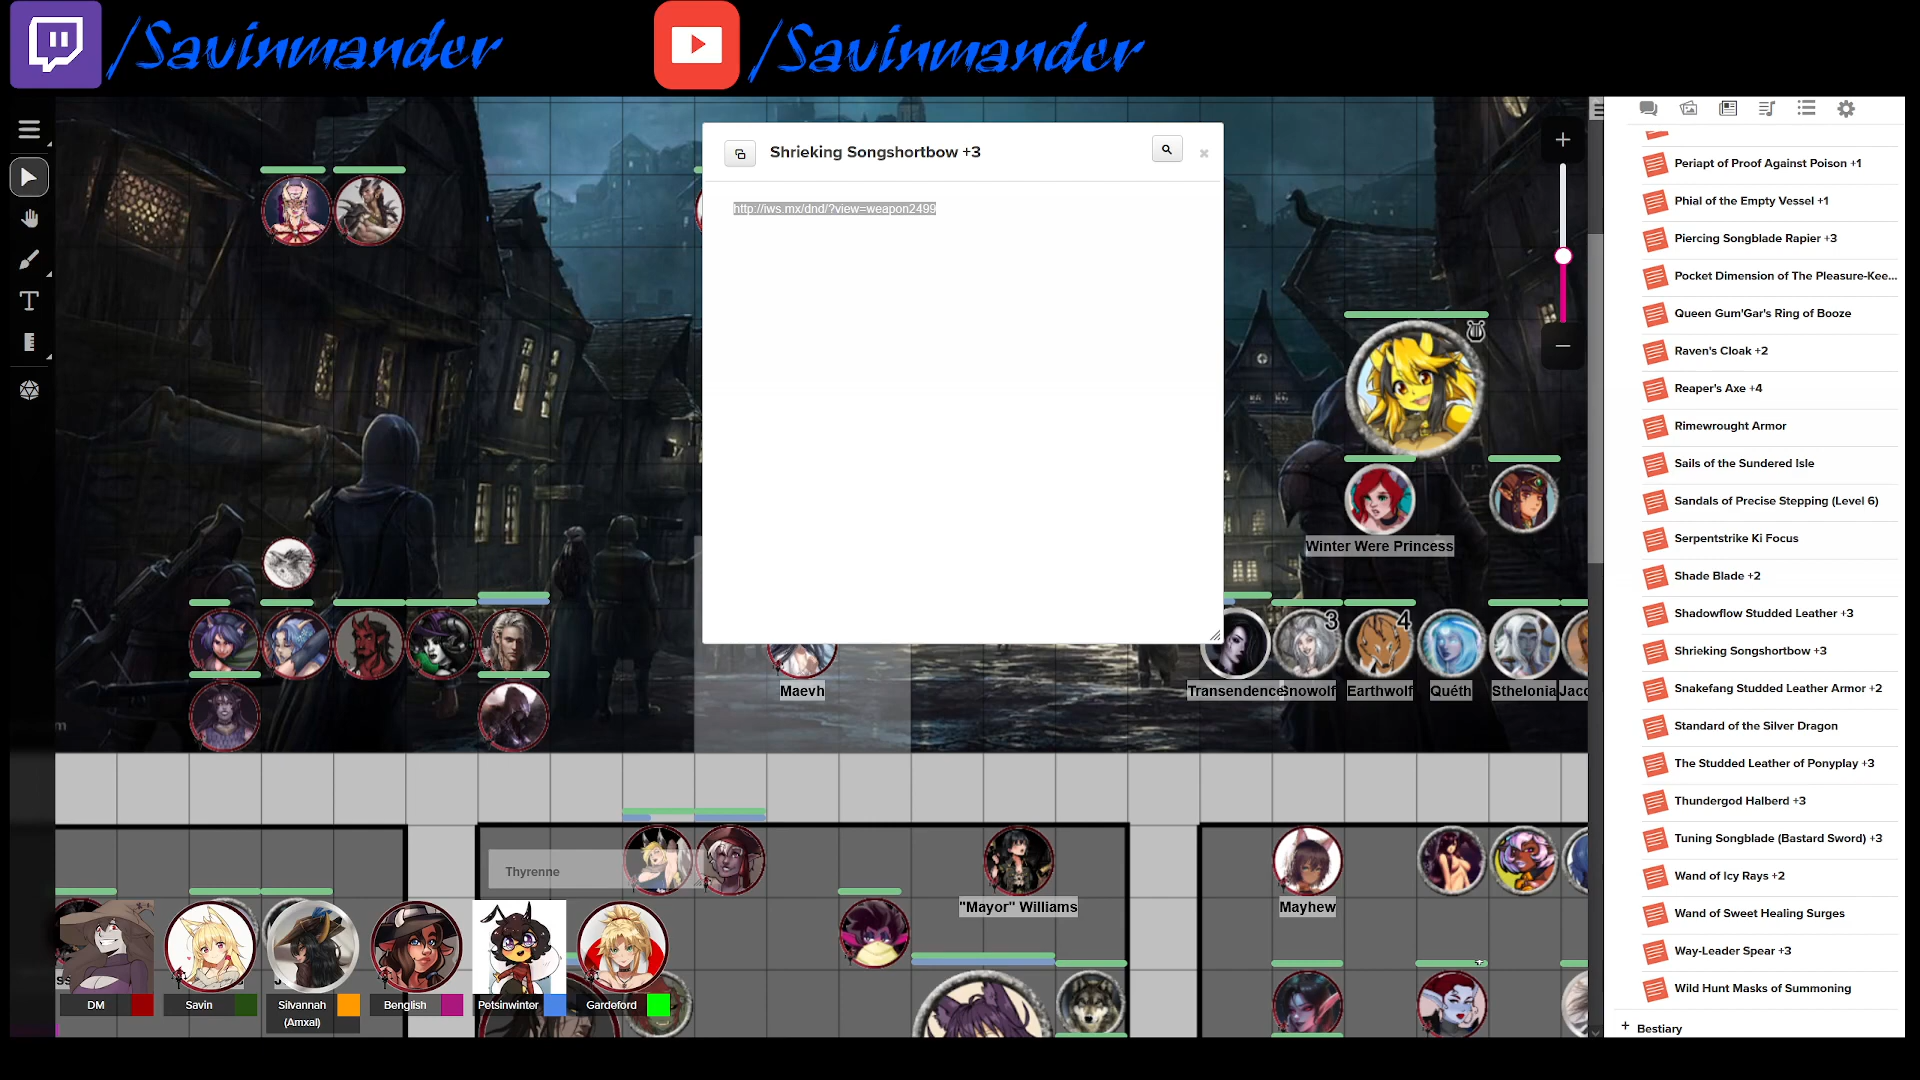 /Savinmander
/Savinmander
Shrieking Songshortbow +3
http://iws.mx/dnd/?view=weapon2499
Periapt of Proof Against Poison +1
Phial of the Empty Vessel +1
Piercing Songblade Rapier +3
Pocket Dimension of The Pleasure-Kee...
Queen Gum'Gar's Ring of Booze
Raven's Cloak +2
Reaper's Axe +4
Rimewrought Armor
Sails of the Sundered Isle
Sandals of Precise Stepping (Level 6)
Serpentstrike Ki Focus
Shade Blade +2
Shadowflow Studded Leather +3
Shrieking Songshortbow +3
Snakefang Studded Leather Armor +2
Standard of the Silver Dragon
The Studded Leather of Ponyplay +3
Thundergod Halberd +3
Tuning Songblade (Bastard Sword) +3
Wand of Icy Rays +2
Wand of Sweet Healing Surges
Way-Leader Spear +3
Wild Hunt Masks of Summoning
+ Bestiary
Winter Were Princess
3
4
Maevh
Transendence
Snowolf
Earthwolf
Quéth
Sthelonia
Jacc
Thyrenne
"Mayor" Williams
Mayhew
DM
Savin
Silvannah
(Amxal)
Benglish
Petsinwinter
Gardeford